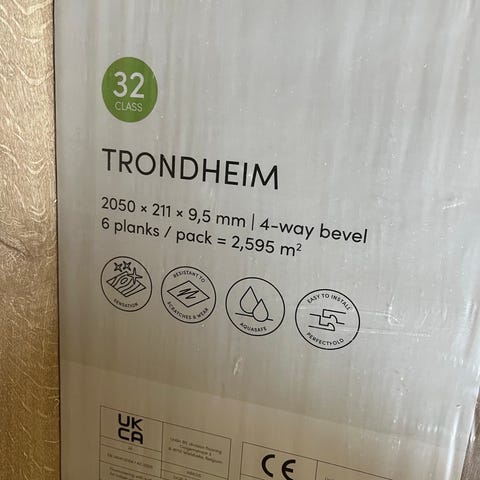 32
CLASS
TRONDHEIM
2050 × 211 × 9,5 mm | 4-way bevel
6 planks / pack = 2,595 m²
SENSATION
RESISTANT TO
SCRATCHES & WEAR
AQUASAFE
EASY TO INSTALL
PERFECTFOLD
UK
CA
CE